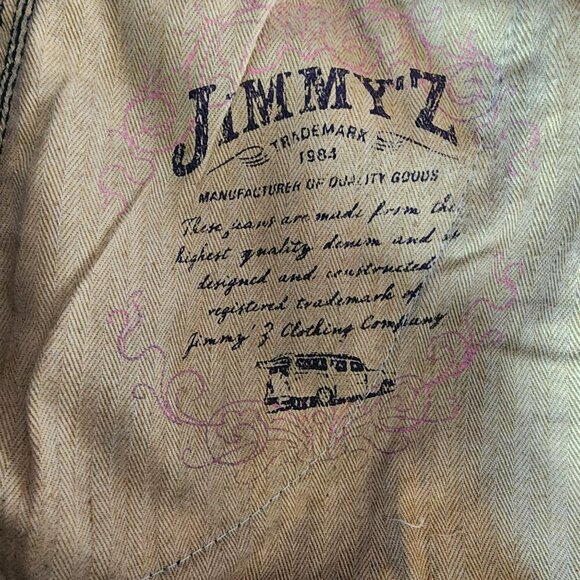 JIMMY'Z
TRADEMARK
1984
MANUFACTURER OF QUALITY GOODS
These jeans are made from the
highest quality denim and
designed and constructed
registered trademark of
Jimmy'Z Clothing Company